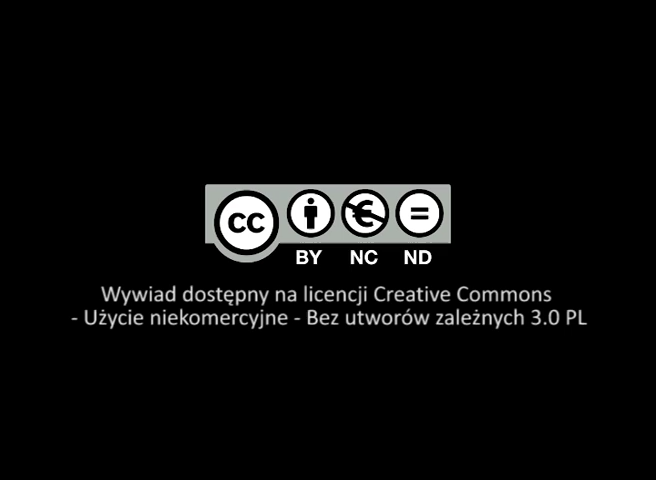 cc
BY NC ND
Wywiad dostępny na licencji Creative Commons
- Użycie niekomercyjne - Bez utworów zależnych 3.0 PL